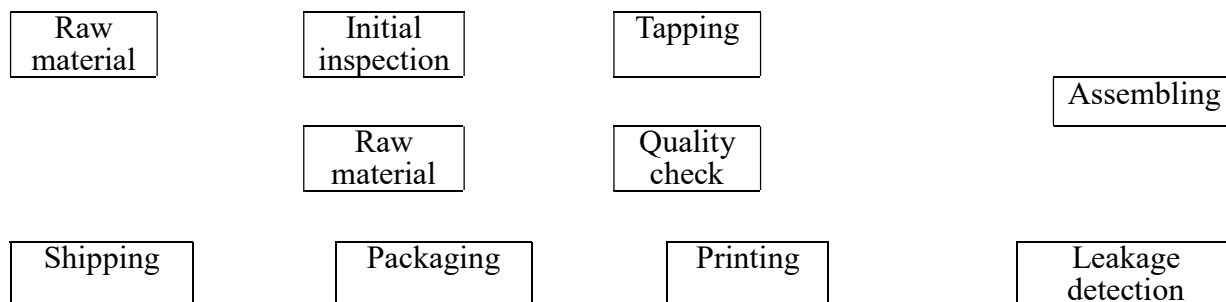 Raw
material
Initial
inspection
Tapping
Assembling
Raw
material
Quality
check
Shipping
Packaging
Printing
Leakage
detection